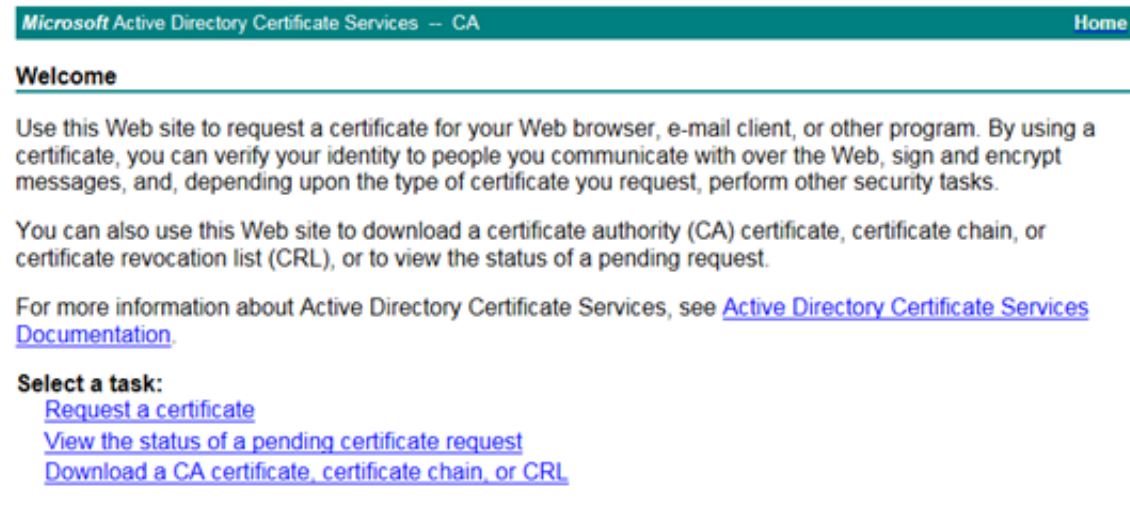 Microsoft Active Directory Certificate Services -- CA Home
Welcome
Use this Web site to request a certificate for your Web browser, e-mail client, or other program. By using a
certificate, you can verify your identity to people you communicate with over the Web, sign and encrypt
messages, and, depending upon the type of certificate you request, perform other security tasks.
You can also use this Web site to download a certificate authority (CA) certificate, certificate chain, or
certificate revocation list (CRL), or to view the status of a pending request.
For more information about Active Directory Certificate Services, see Active Directory Certificate Services
Documentation.
Select a task:
Request a certificate
View the status of a pending certificate request
Download a CA certificate, certificate chain, or CRL